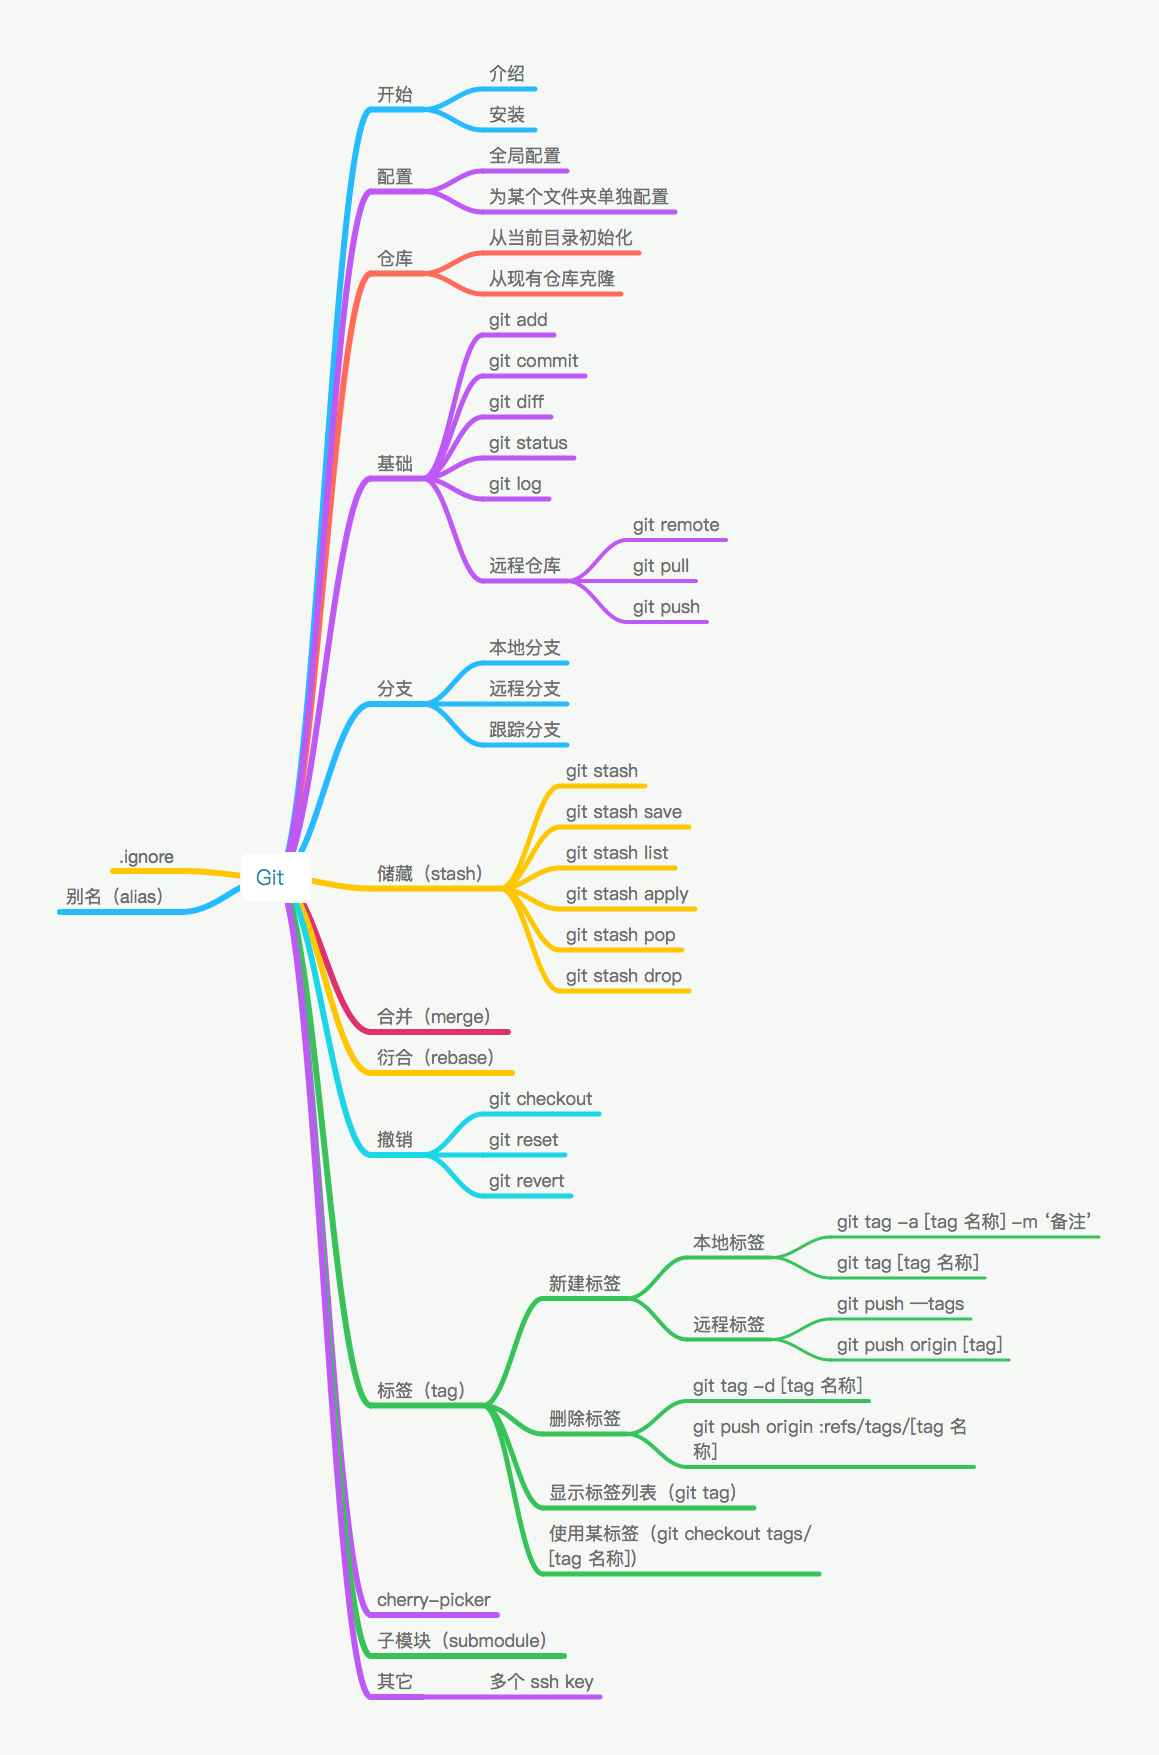 介绍
开始
安装
全局配置
配置
为某个文件夹单独配置
从当前目录初始化
仓库
从现有仓库克隆
git add
git commit
git diff
git status
基础
git log
git remote
远程仓库
git pull
git push
本地分支
分支
远程分支
跟踪分支
git stash
git stash save
git stash list
.ignore
Git
储藏（stash）
别名（alias）
git stash apply
git stash pop
git stash drop
合并（merge）
衍合（rebase）
git checkout
撤销
git reset
git revert
git tag –a [tag 名称] –m ‘备注’
本地标签
git tag [tag 名称]
新建标签
git push —tags
远程标签
git push origin [tag]
标签（tag）
git tag –d [tag 名称]
删除标签
git push origin :refs/tags/[tag 名
称]
显示标签列表（git tag）
使用某标签（git checkout tags/
[tag 名称]）
cherry–picker
子模块（submodule）
其它
多个 ssh key